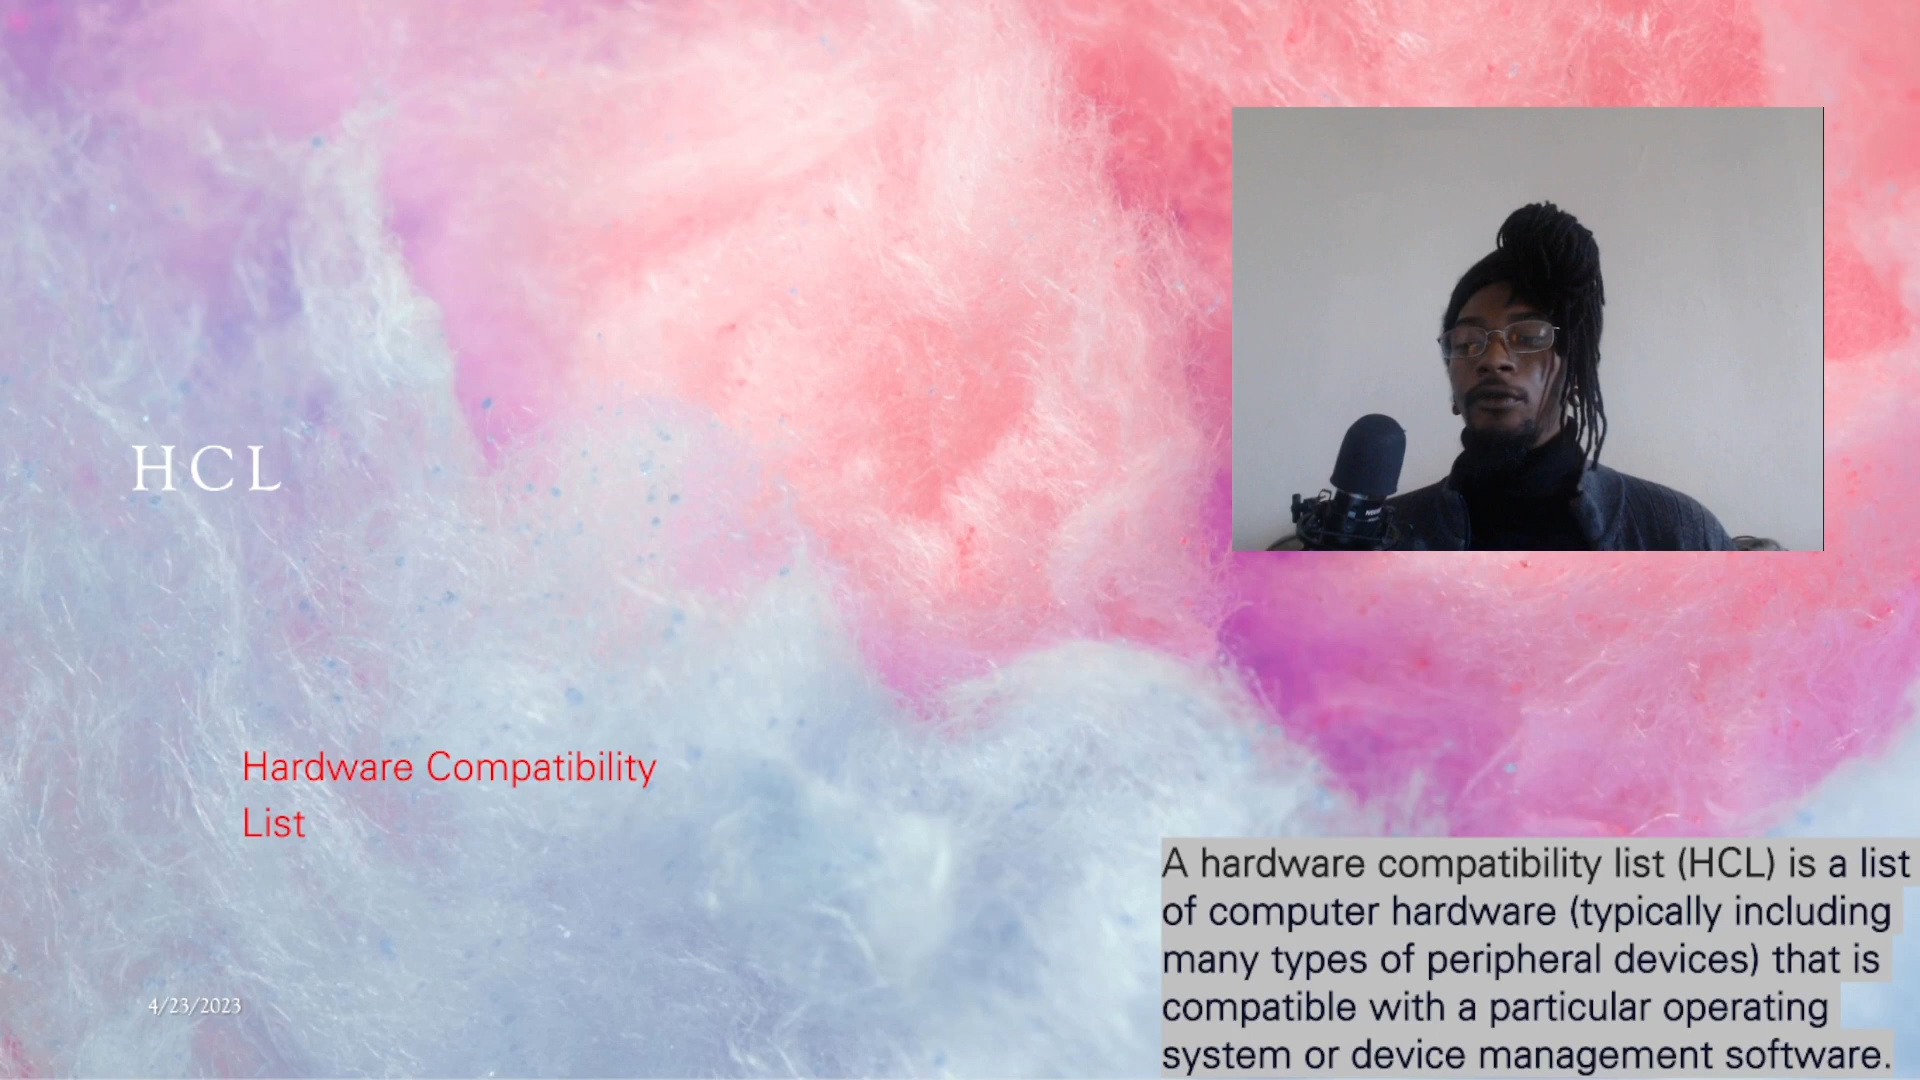 HCL
Hardware Compatibility
List
4/23/2023
A hardware compatibility list (HCL) is a list
of computer hardware (typically including
many types of peripheral devices) that is
compatible with a particular operating
system or device management software.